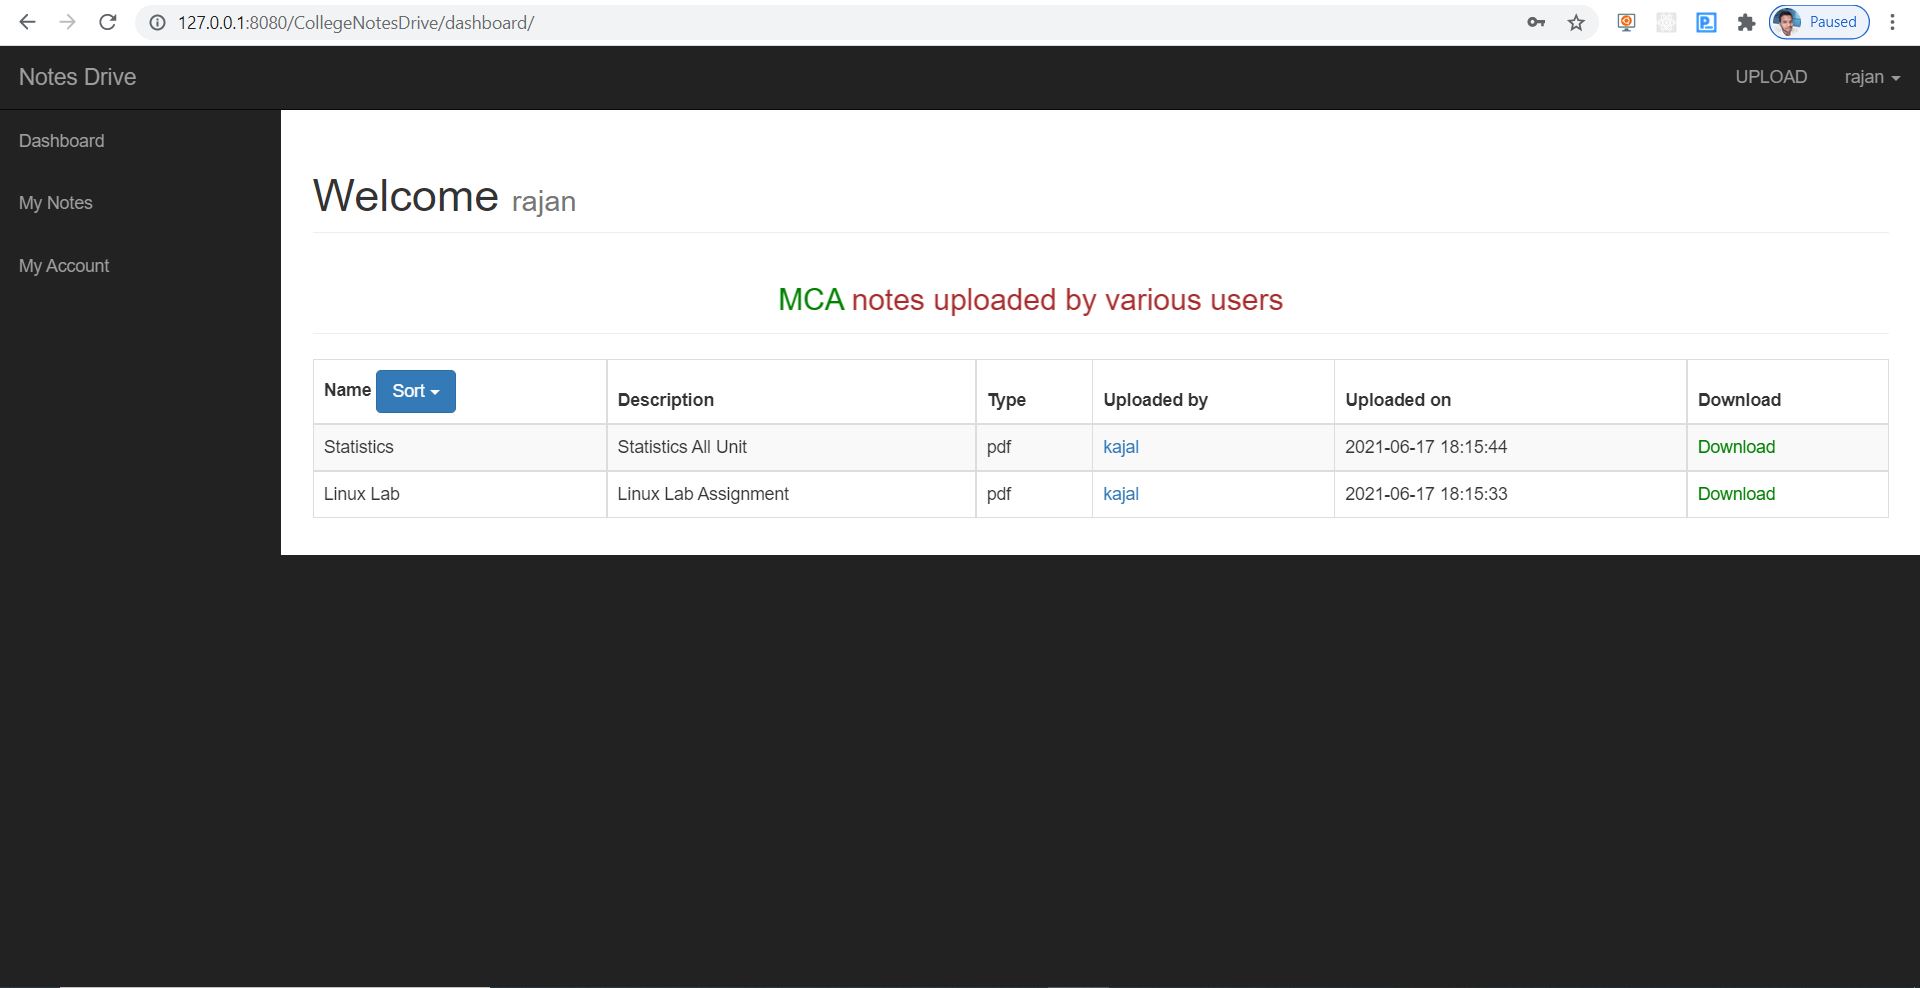 127.0.0.1:8080/CollegeNotesDrive/dashboard/ Paused
Notes Drive UPLOAD rajan
Dashboard
My Notes
My Account
Welcome rajan
MCA notes uploaded by various users
Name Sort Description Type Uploaded by Uploaded on Download
Statistics Statistics All Unit pdf kajal 2021-06-17 18:15:44 Download
Linux Lab Linux Lab Assignment pdf kajal 2021-06-17 18:15:33 Download